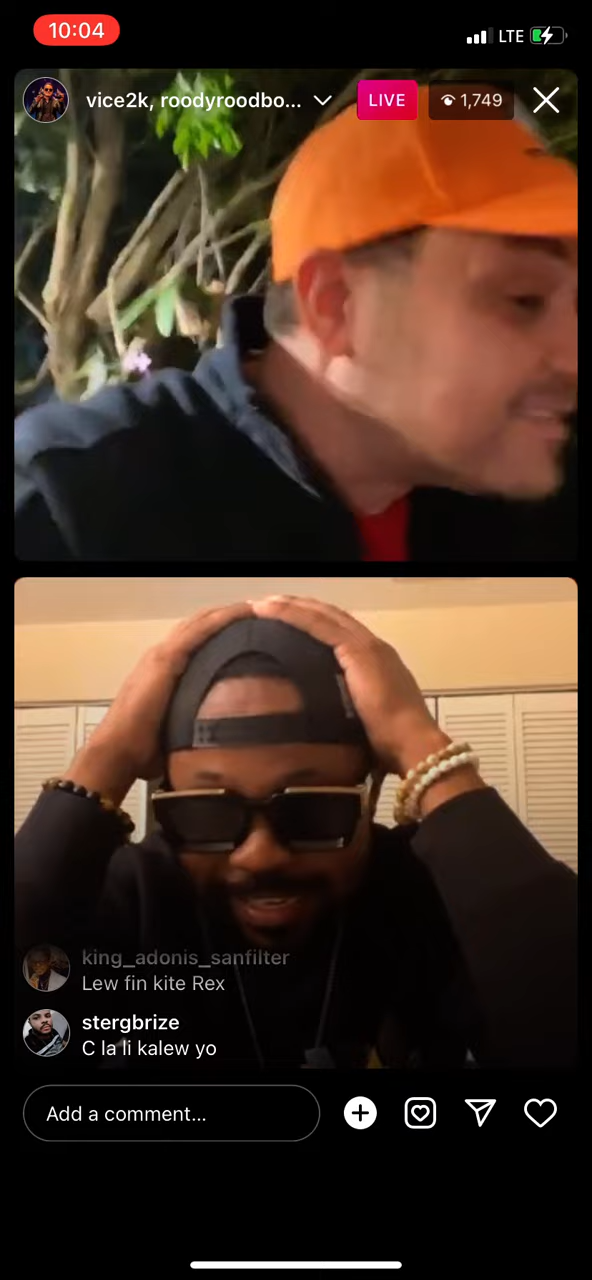 10:04
LTE
vice2k, roodyroodbo...
LIVE
1,749
king_adonis_sanfilter
Lew fin kite Rex
stergbrize
C la li kalew yo
Add a comment...